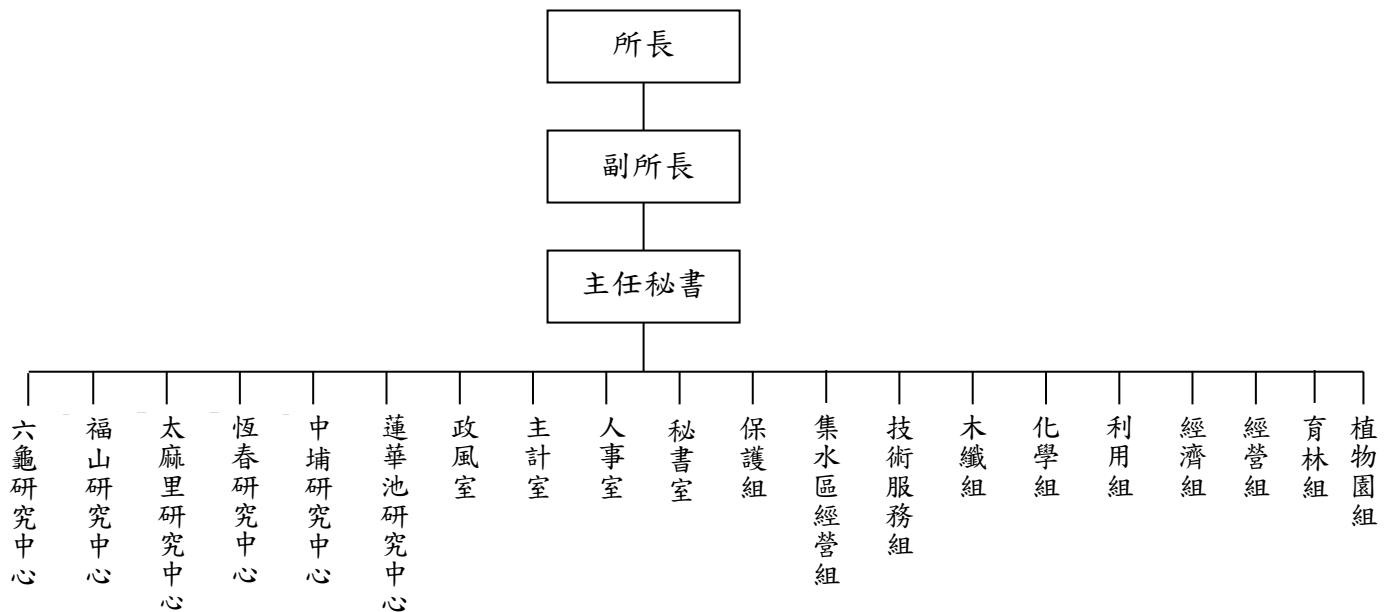 所長
副所長
主任秘書
六龜研究中心
福山研究中心
太麻里研究中心
恆春研究中心
中埔研究中心
蓮華池研究中心
政風室
主計室
人事室
秘書室
保護組
集水區經營組
技術服務組
木纖組
化學組
利用組
經濟組
經營組
育林組
植物園組